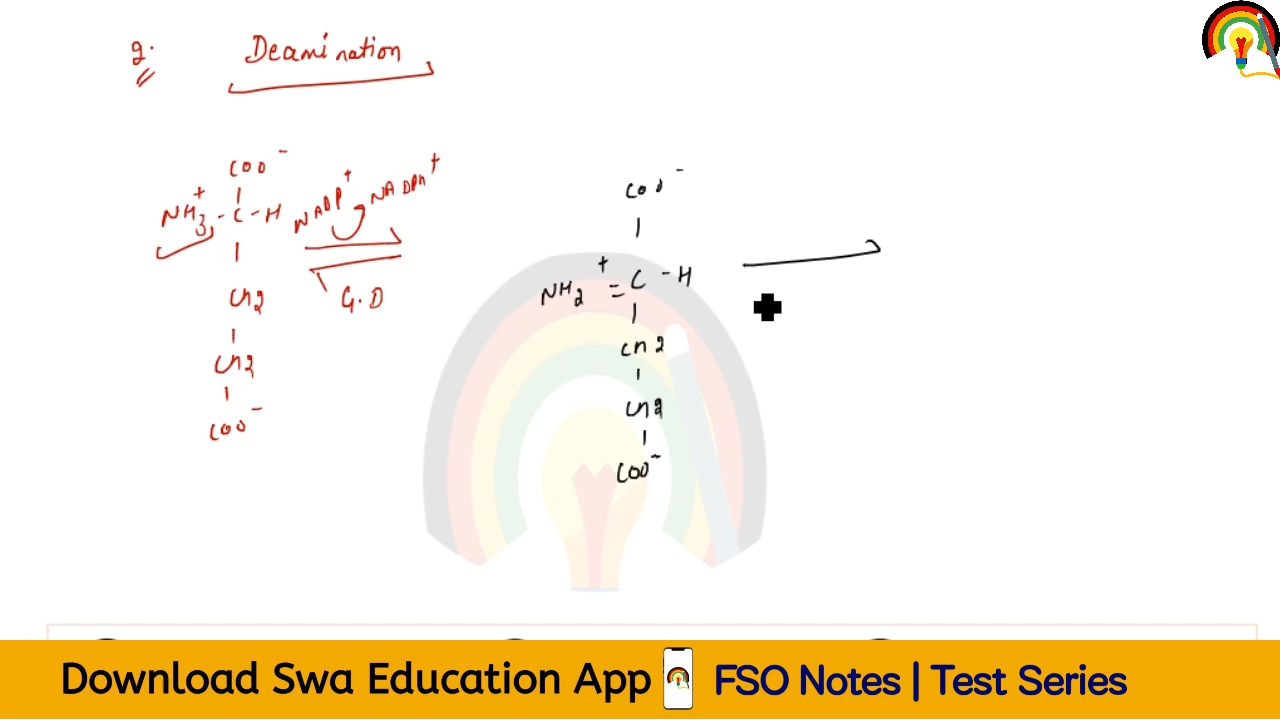 2. Deamination
COO⁻
NH₃⁺ - C - H
CH2
CH2
COO⁻
NADP⁺ NADPH⁺
G.D
COO⁻
NH₂⁺ = C - H
CH2
CH2
COO⁻
Download Swa Education App FSO Notes | Test Series